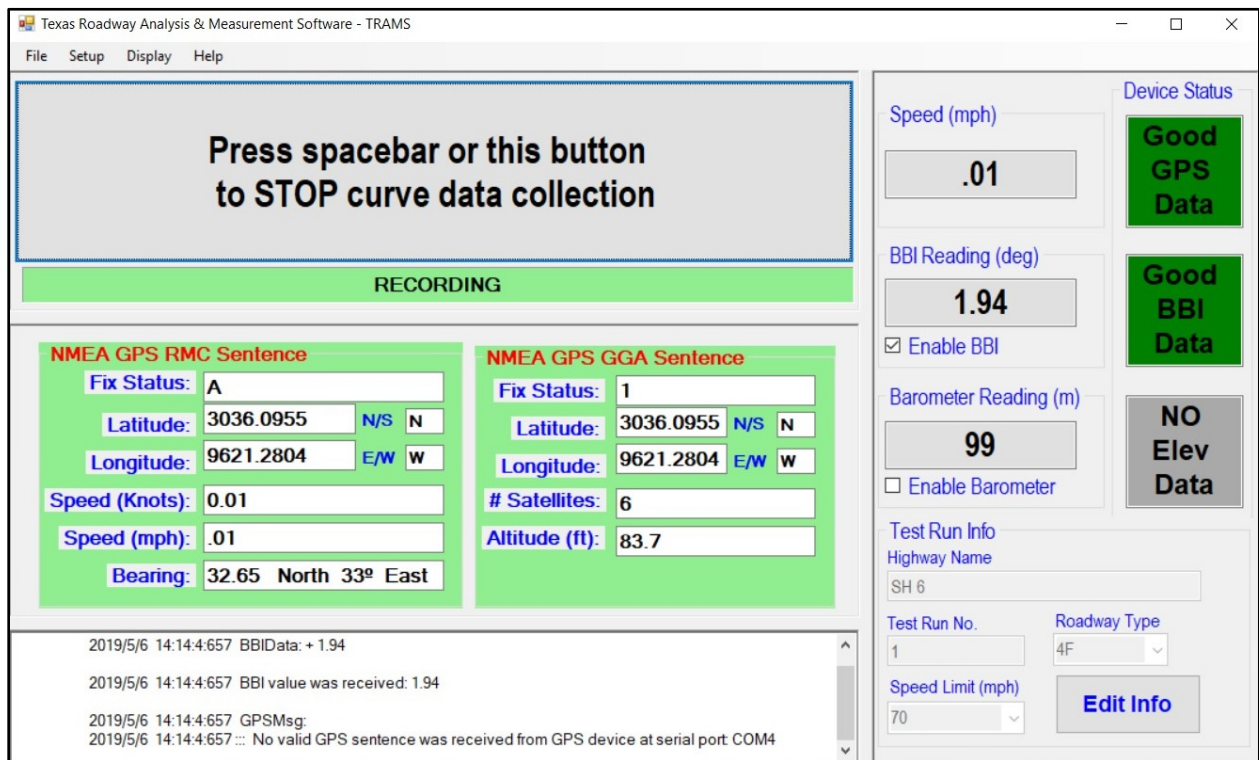 Texas Roadway Analysis & Measurement Software - TRAMS
File Setup Display Help
Press spacebar or this button
to STOP curve data collection
RECORDING
NMEA GPS RMC Sentence
Fix Status: A
Latitude: 3036.0955 N/S N
Longitude: 9621.2804 E/W W
Speed (Knots): 0.01
Speed (mph): .01
Bearing: 32.65 North 33º East
NMEA GPS GGA Sentence
Fix Status: 1
Latitude: 3036.0955 N/S N
Longitude: 9621.2804 E/W W
# Satellites: 6
Altitude (ft): 83.7
2019/5/6 14:14:4:657 BBIData: + 1.94
2019/5/6 14:14:4:657 BBI value was received: 1.94
2019/5/6 14:14:4:657 GPSMsg:
2019/5/6 14:14:4:657 ::: No valid GPS sentence was received from GPS device at serial port: COM4
Speed (mph)
.01
BBI Reading (deg)
1.94
Enable BBI
Barometer Reading (m)
99
Enable Barometer
Device Status
Good
GPS
Data
Good
BBI
Data
NO
Elev
Data
Test Run Info
Highway Name
SH 6
Test Run No.
1
Roadway Type
4F
Speed Limit (mph)
70
Edit Info